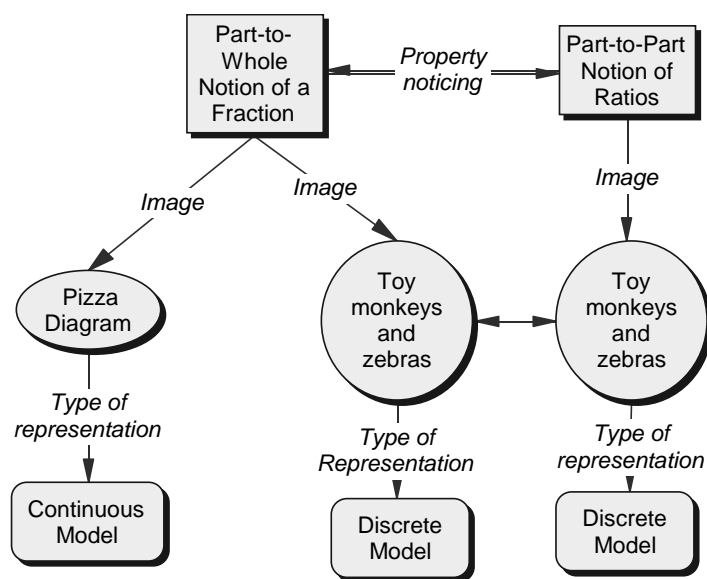 Part-to-
Whole
Notion of a
Fraction
Property
noticing
Part-to-Part
Notion of
Ratios
Image
Image
Image
Pizza
Diagram
Toy
monkeys
and
zebras
Toy
monkeys
and
zebras
Type of
representation
Type of
Representation
Type of
representation
Continuous
Model
Discrete
Model
Discrete
Model